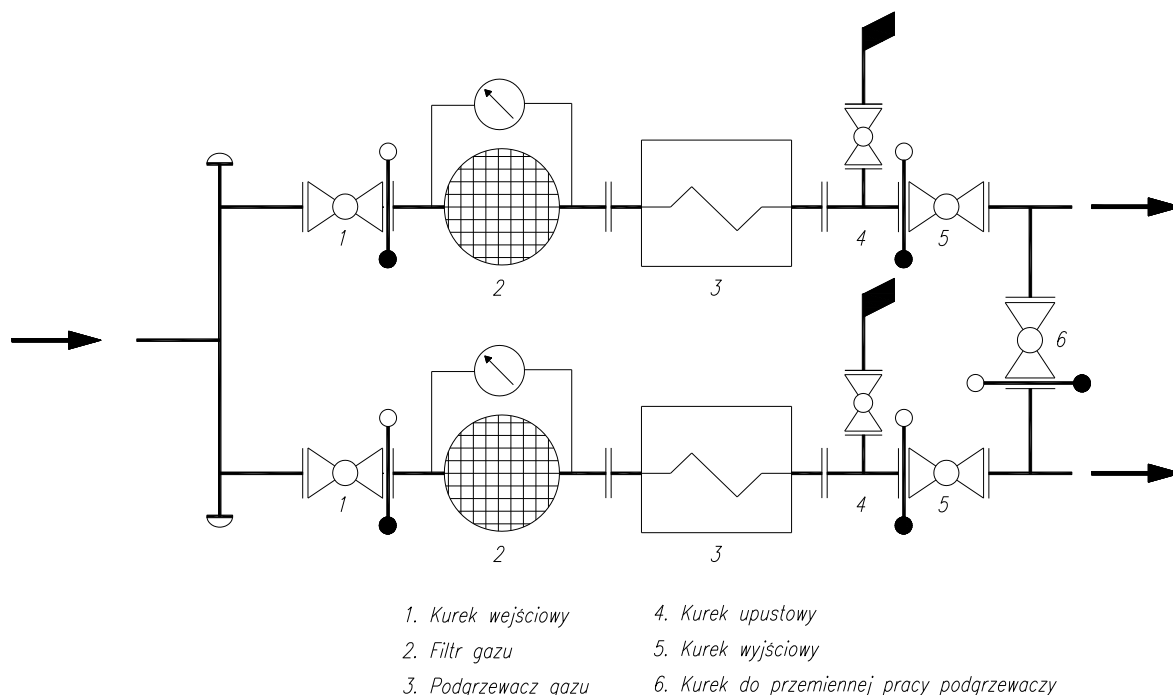 1
4
5
2
3
6
1
4
5
2
3
1. Kurek wejściowy
2. Filtr gazu
3. Podgrzewacz gazu
4. Kurek upustowy
5. Kurek wyjściowy
6. Kurek do przemiennej pracy podgrzewaczy